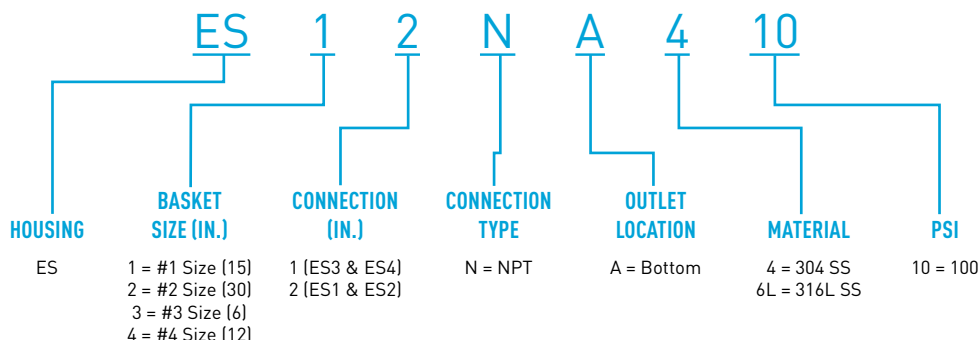 ES 1 2 N A 4 10
HOUSING
ES
BASKET
SIZE (IN.)
1 = #1 Size (15)
2 = #2 Size (30)
3 = #3 Size (6)
4 = #4 Size (12)
CONNECTION
(IN.)
1 (ES3 & ES4)
2 (ES1 & ES2)
CONNECTION
TYPE
N = NPT
OUTLET
LOCATION
A = Bottom
MATERIAL
4 = 304 SS
6L = 316L SS
PSI
10 = 100